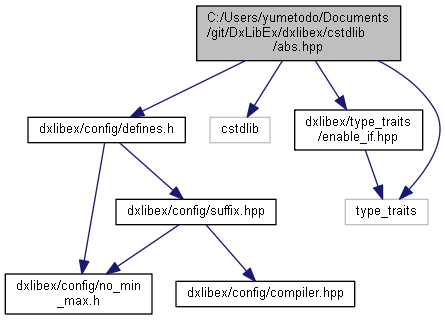 C:/Users/yumetodo/Documents
/git/DxLibEx/dxlibex/cstdlib
/abs.hpp
dxlibex/config/defines.h
cstdlib
dxlibex/type_traits
/enable_if.hpp
dxlibex/config/suffix.hpp
type_traits
dxlibex/config/no_min
_max.h
dxlibex/config/compiler.hpp